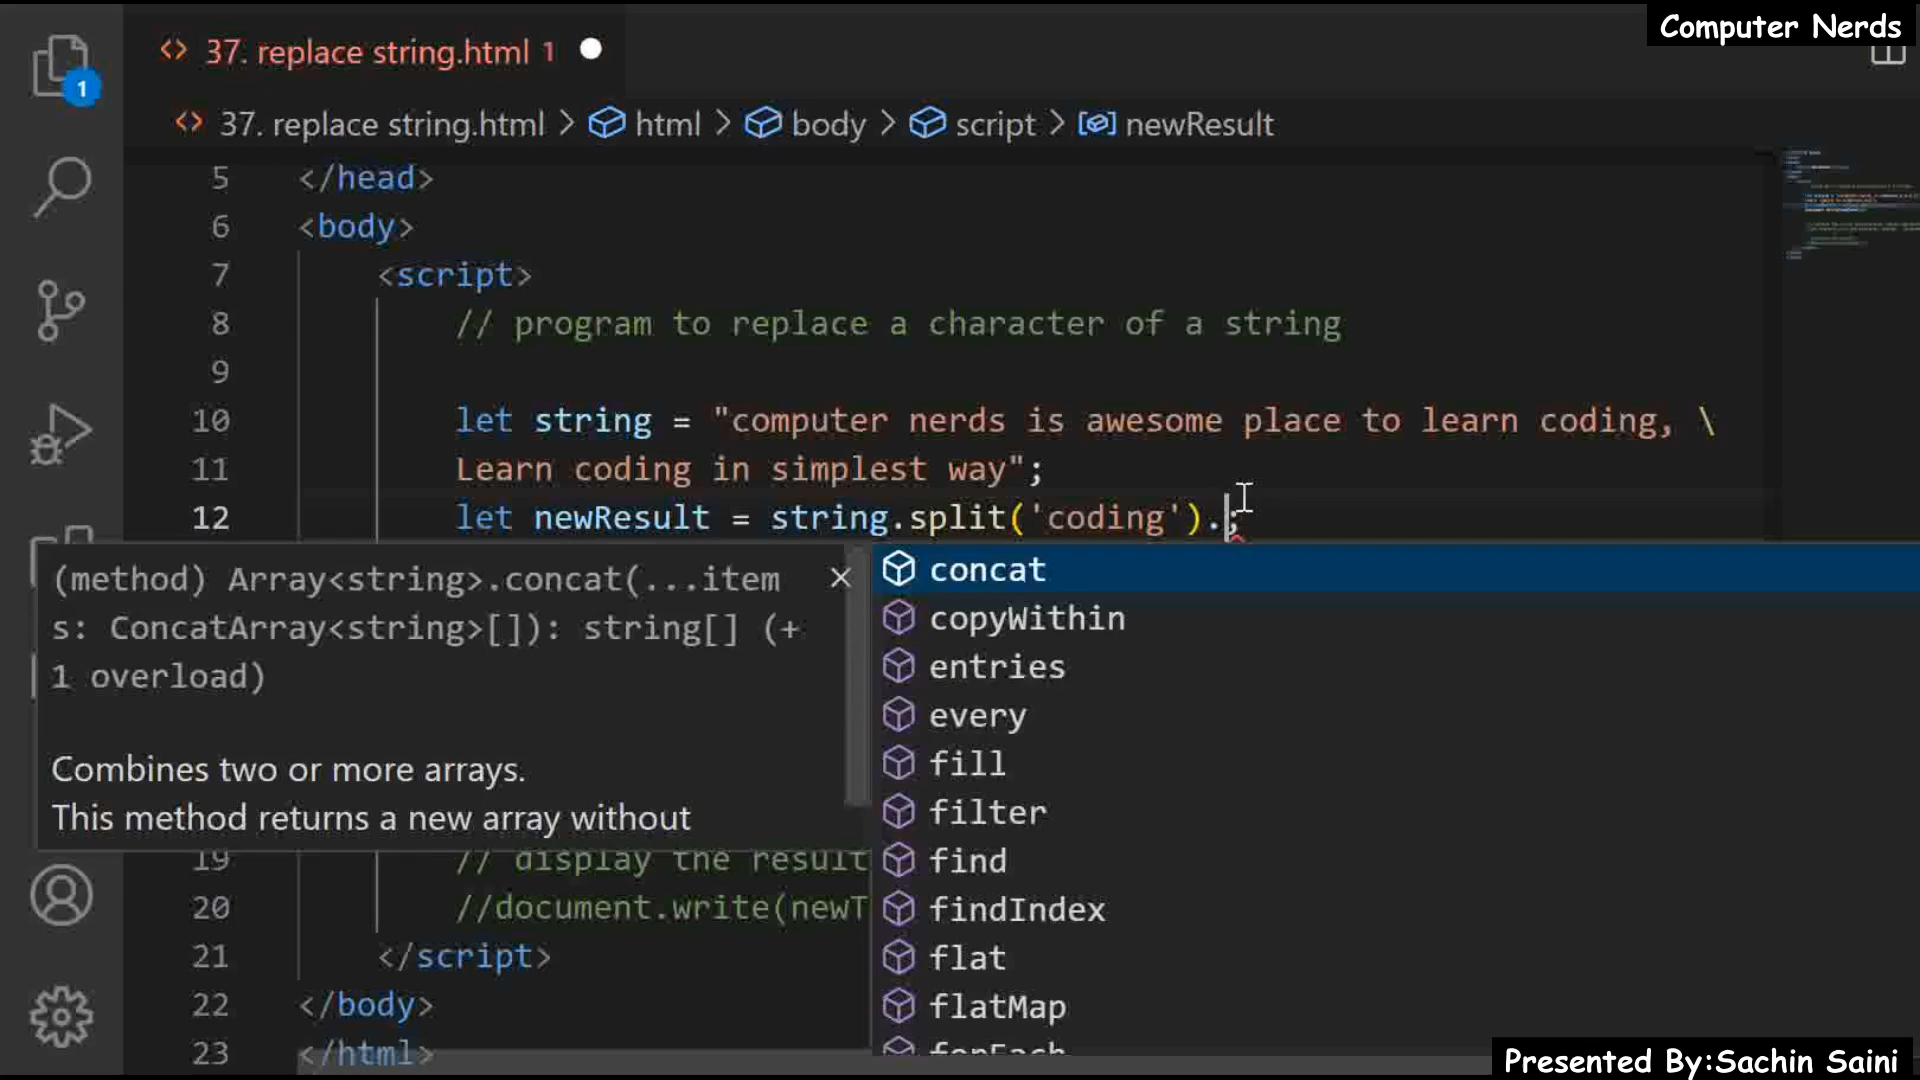 Computer Nerds
<> 37. replace string.html 1
1
<> 37. replace string.html > html > body > script > newResult
5 </head>
6 <body>
7 <script>
8 // program to replace a character of a string
9
10 let string = "computer nerds is awesome place to learn coding, \
11 Learn coding in simplest way";
12 let newResult = string.split('coding').;
(method) Array<string>.concat(...item
s: ConcatArray<string>[]): string[] (+
1 overload)
Combines two or more arrays.
This method returns a new array without
concat
copyWithin
entries
every
fill
filter
find
findIndex
flat
flatMap
forEach
19 // display the result
20 //document.write(newT
21 </script>
22 </body>
23 </html>
Presented By:Sachin Saini